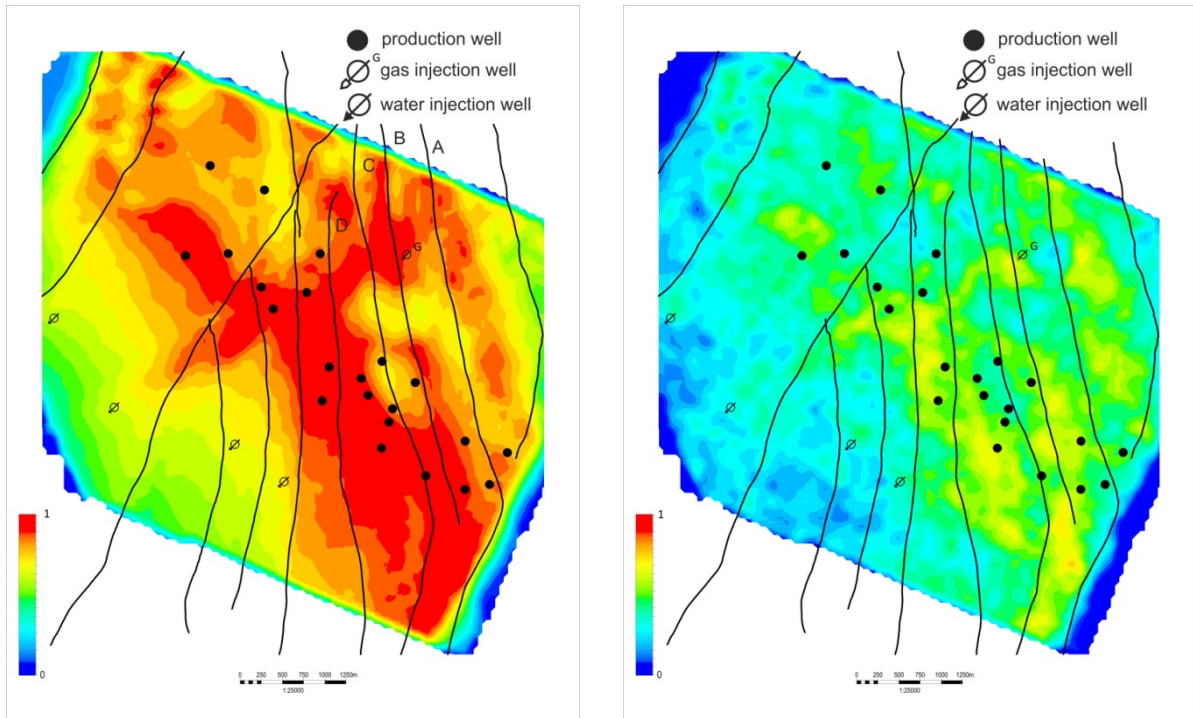 production well
G
gas injection well
water injection well
B
A
C
D
G
1
0
0 250 500 750 1000 1250m
1:25000
production well
G
gas injection well
water injection well
G
1
0
0 250 500 750 1000 1250m
1:25000